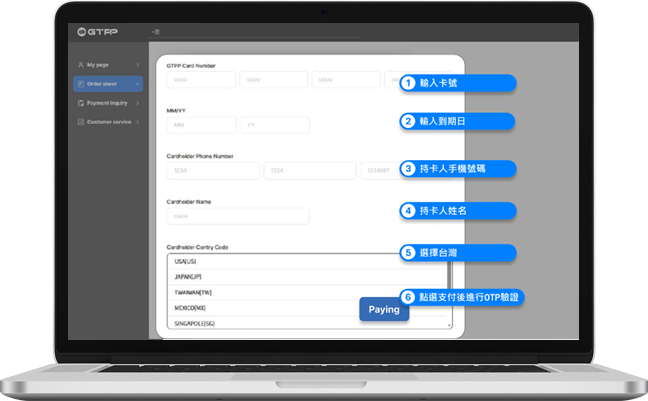 GTPP
My page
Order sheet
Payment Inquiry
Customer service
GTPP Card Number
0000 0000 0000
1 輸入卡號
MM/YY
MM YY
2 輸入到期日
Cardholder Phone Number
1234 1234 1234567
3 持卡人手機號碼
Cardholder Name
name
4 持卡人姓名
Cardholder Contry Code
5 選擇台灣
USA[US]
JAPAN[JP]
TWAIWAN[TW]
MEXICO[MX]
SINGAPOLE[SG]
6 點選支付後進行OTP驗證
Paying